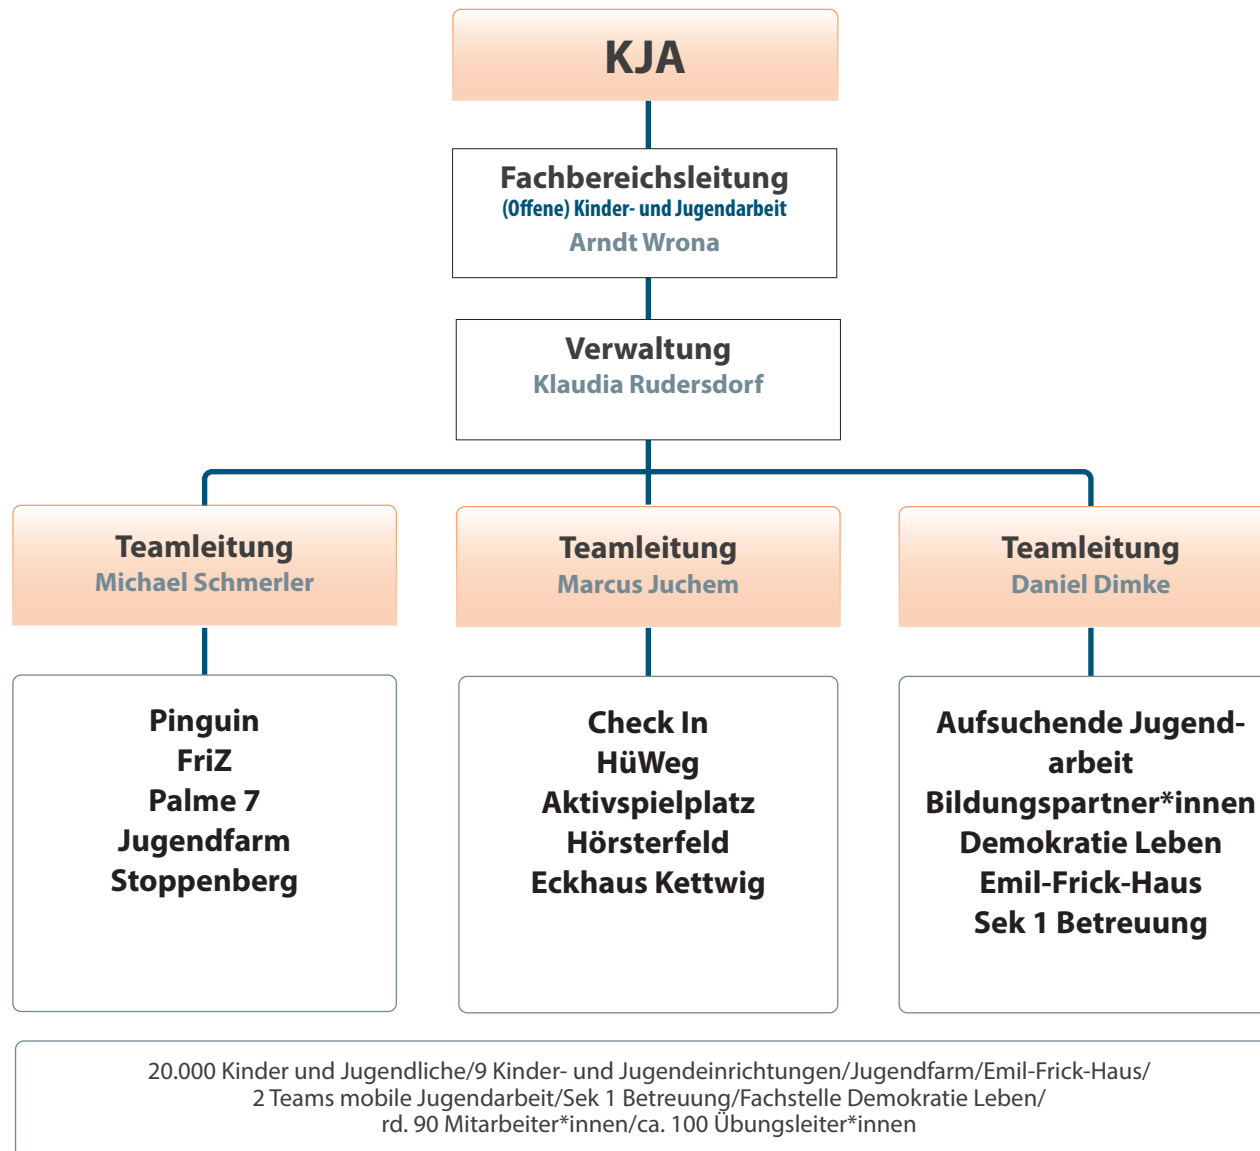 KJA
Fachbereichsleitung
(Offene) Kinder- und Jugendarbeit
Arndt Wrona
Verwaltung
Klaudia Rudersdorf
Teamleitung
Michael Schmerler
Pinguin
FriZ
Palme 7
Jugendfarm
Stoppenberg
Teamleitung
Marcus Juchem
Check In
HüWeg
Aktivspielplatz
Hörsterfeld
Eckhaus Kettwig
Teamleitung
Daniel Dimke
Aufsuchende Jugend-
arbeit
Bildungspartner*innen
Demokratie Leben
Emil-Frick-Haus
Sek 1 Betreuung
20.000 Kinder und Jugendliche/9 Kinder- und Jugendeinrichtungen/Jugendfarm/Emil-Frick-Haus/
2 Teams mobile Jugendarbeit/Sek 1 Betreuung/Fachstelle Demokratie Leben/
rd. 90 Mitarbeiter*innen/ca. 100 Übungsleiter*innen